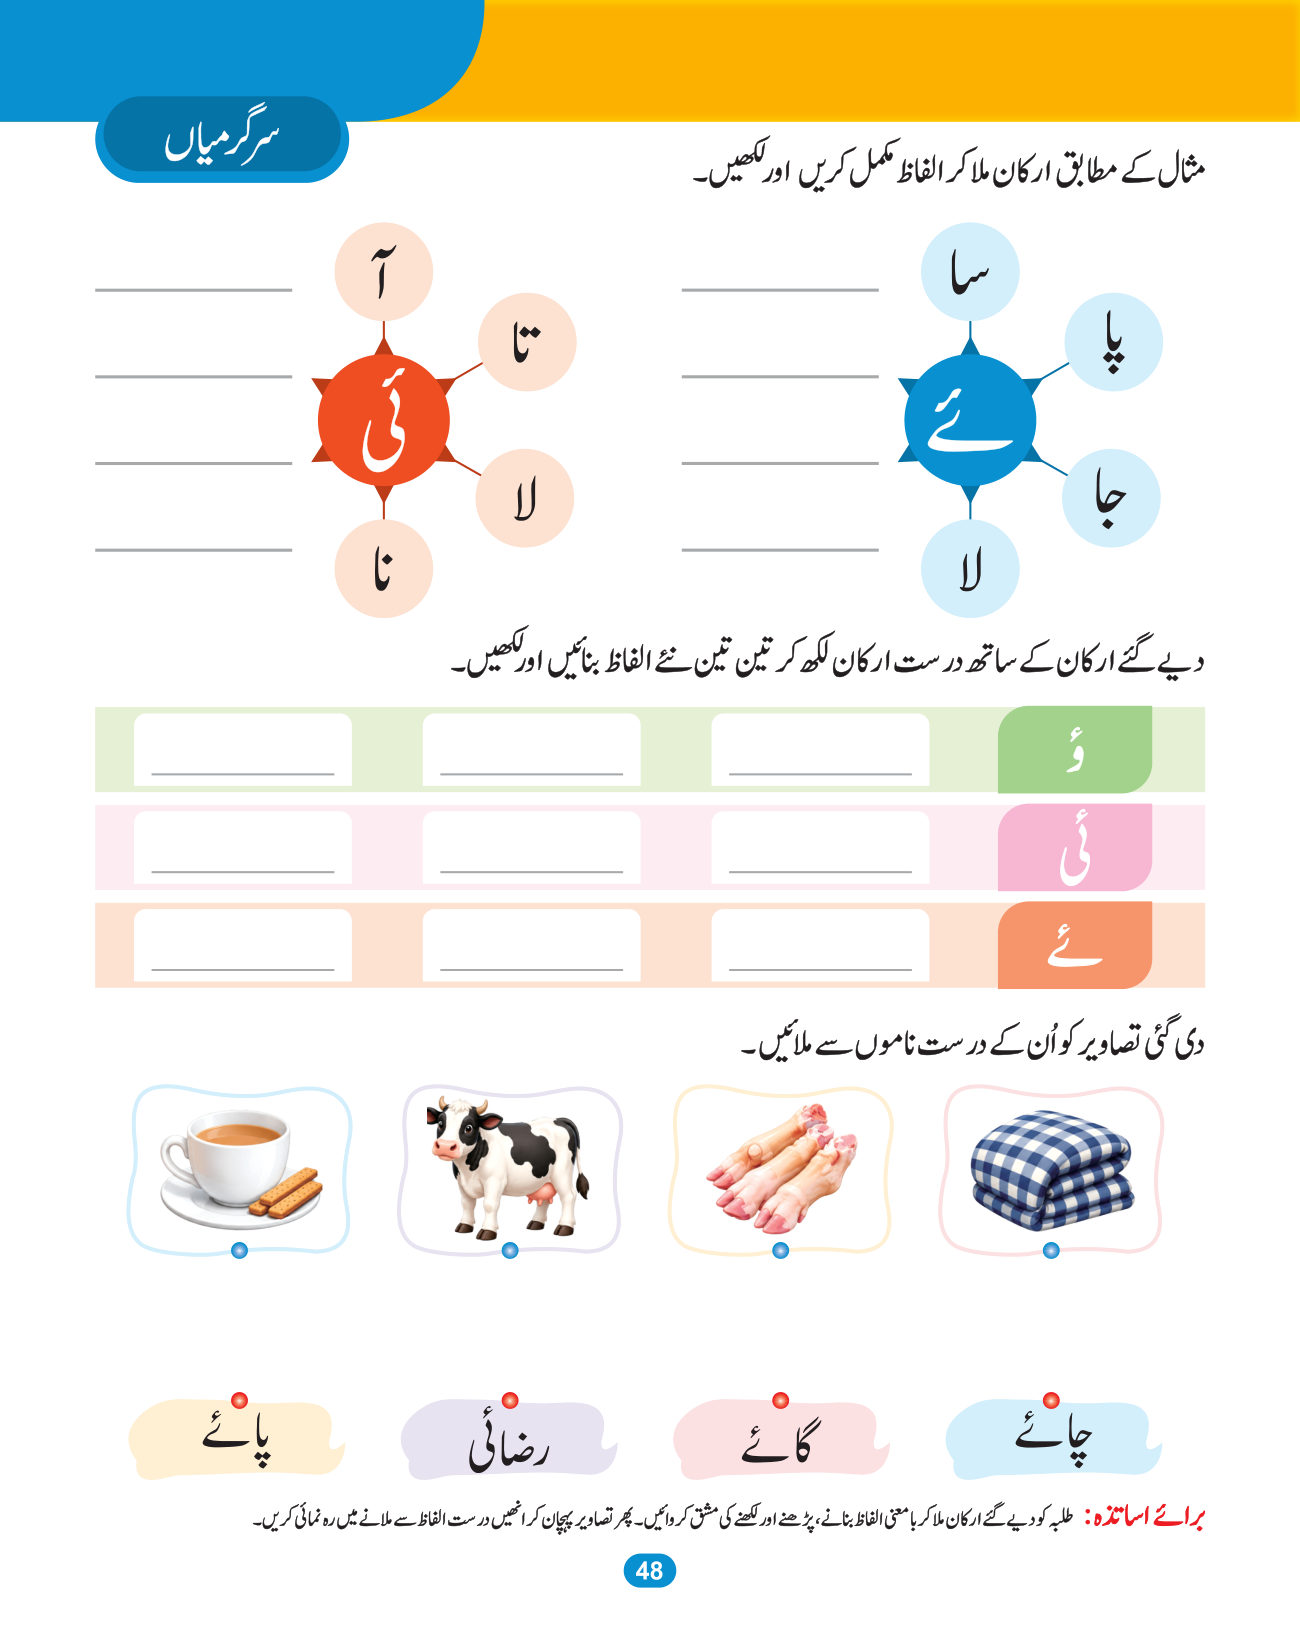 سرگرمیاں
مثال کے مطابق ارکان ملا کر الفاظ مکمل کریں اور لکھیں۔
سا
پا
ئے
جا
لا
آ
تا
ئی
لا
نا
دیے گئے ارکان کے ساتھ درست ارکان لکھ کر تین تین نئے الفاظ بنائیں اور لکھیں۔
ؤ
ئی
ئے
دی گئی تصاویر کو اُن کے درست ناموں سے ملائیں۔
چائے
گائے
رضائی
پائے
برائے اساتذہ: طلبہ کو دیے گئے ارکان ملا کر بامعنی الفاظ بنانے، پڑھنے اور لکھنے کی مشق کروائیں۔ پھر تصاویر پہچان کر انھیں درست الفاظ سے ملانے میں رہ نمائی کریں۔
48